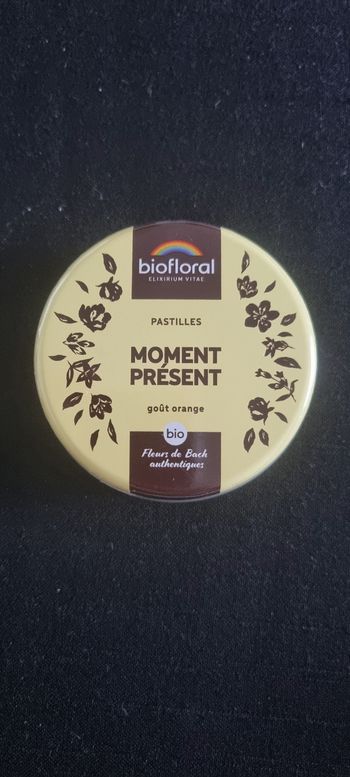 biofloral
ELIXIRIUM VITAE
PASTILLES
MOMENT
PRÉSENT
goût orange
bio
Fleurs de Bach
authentiques